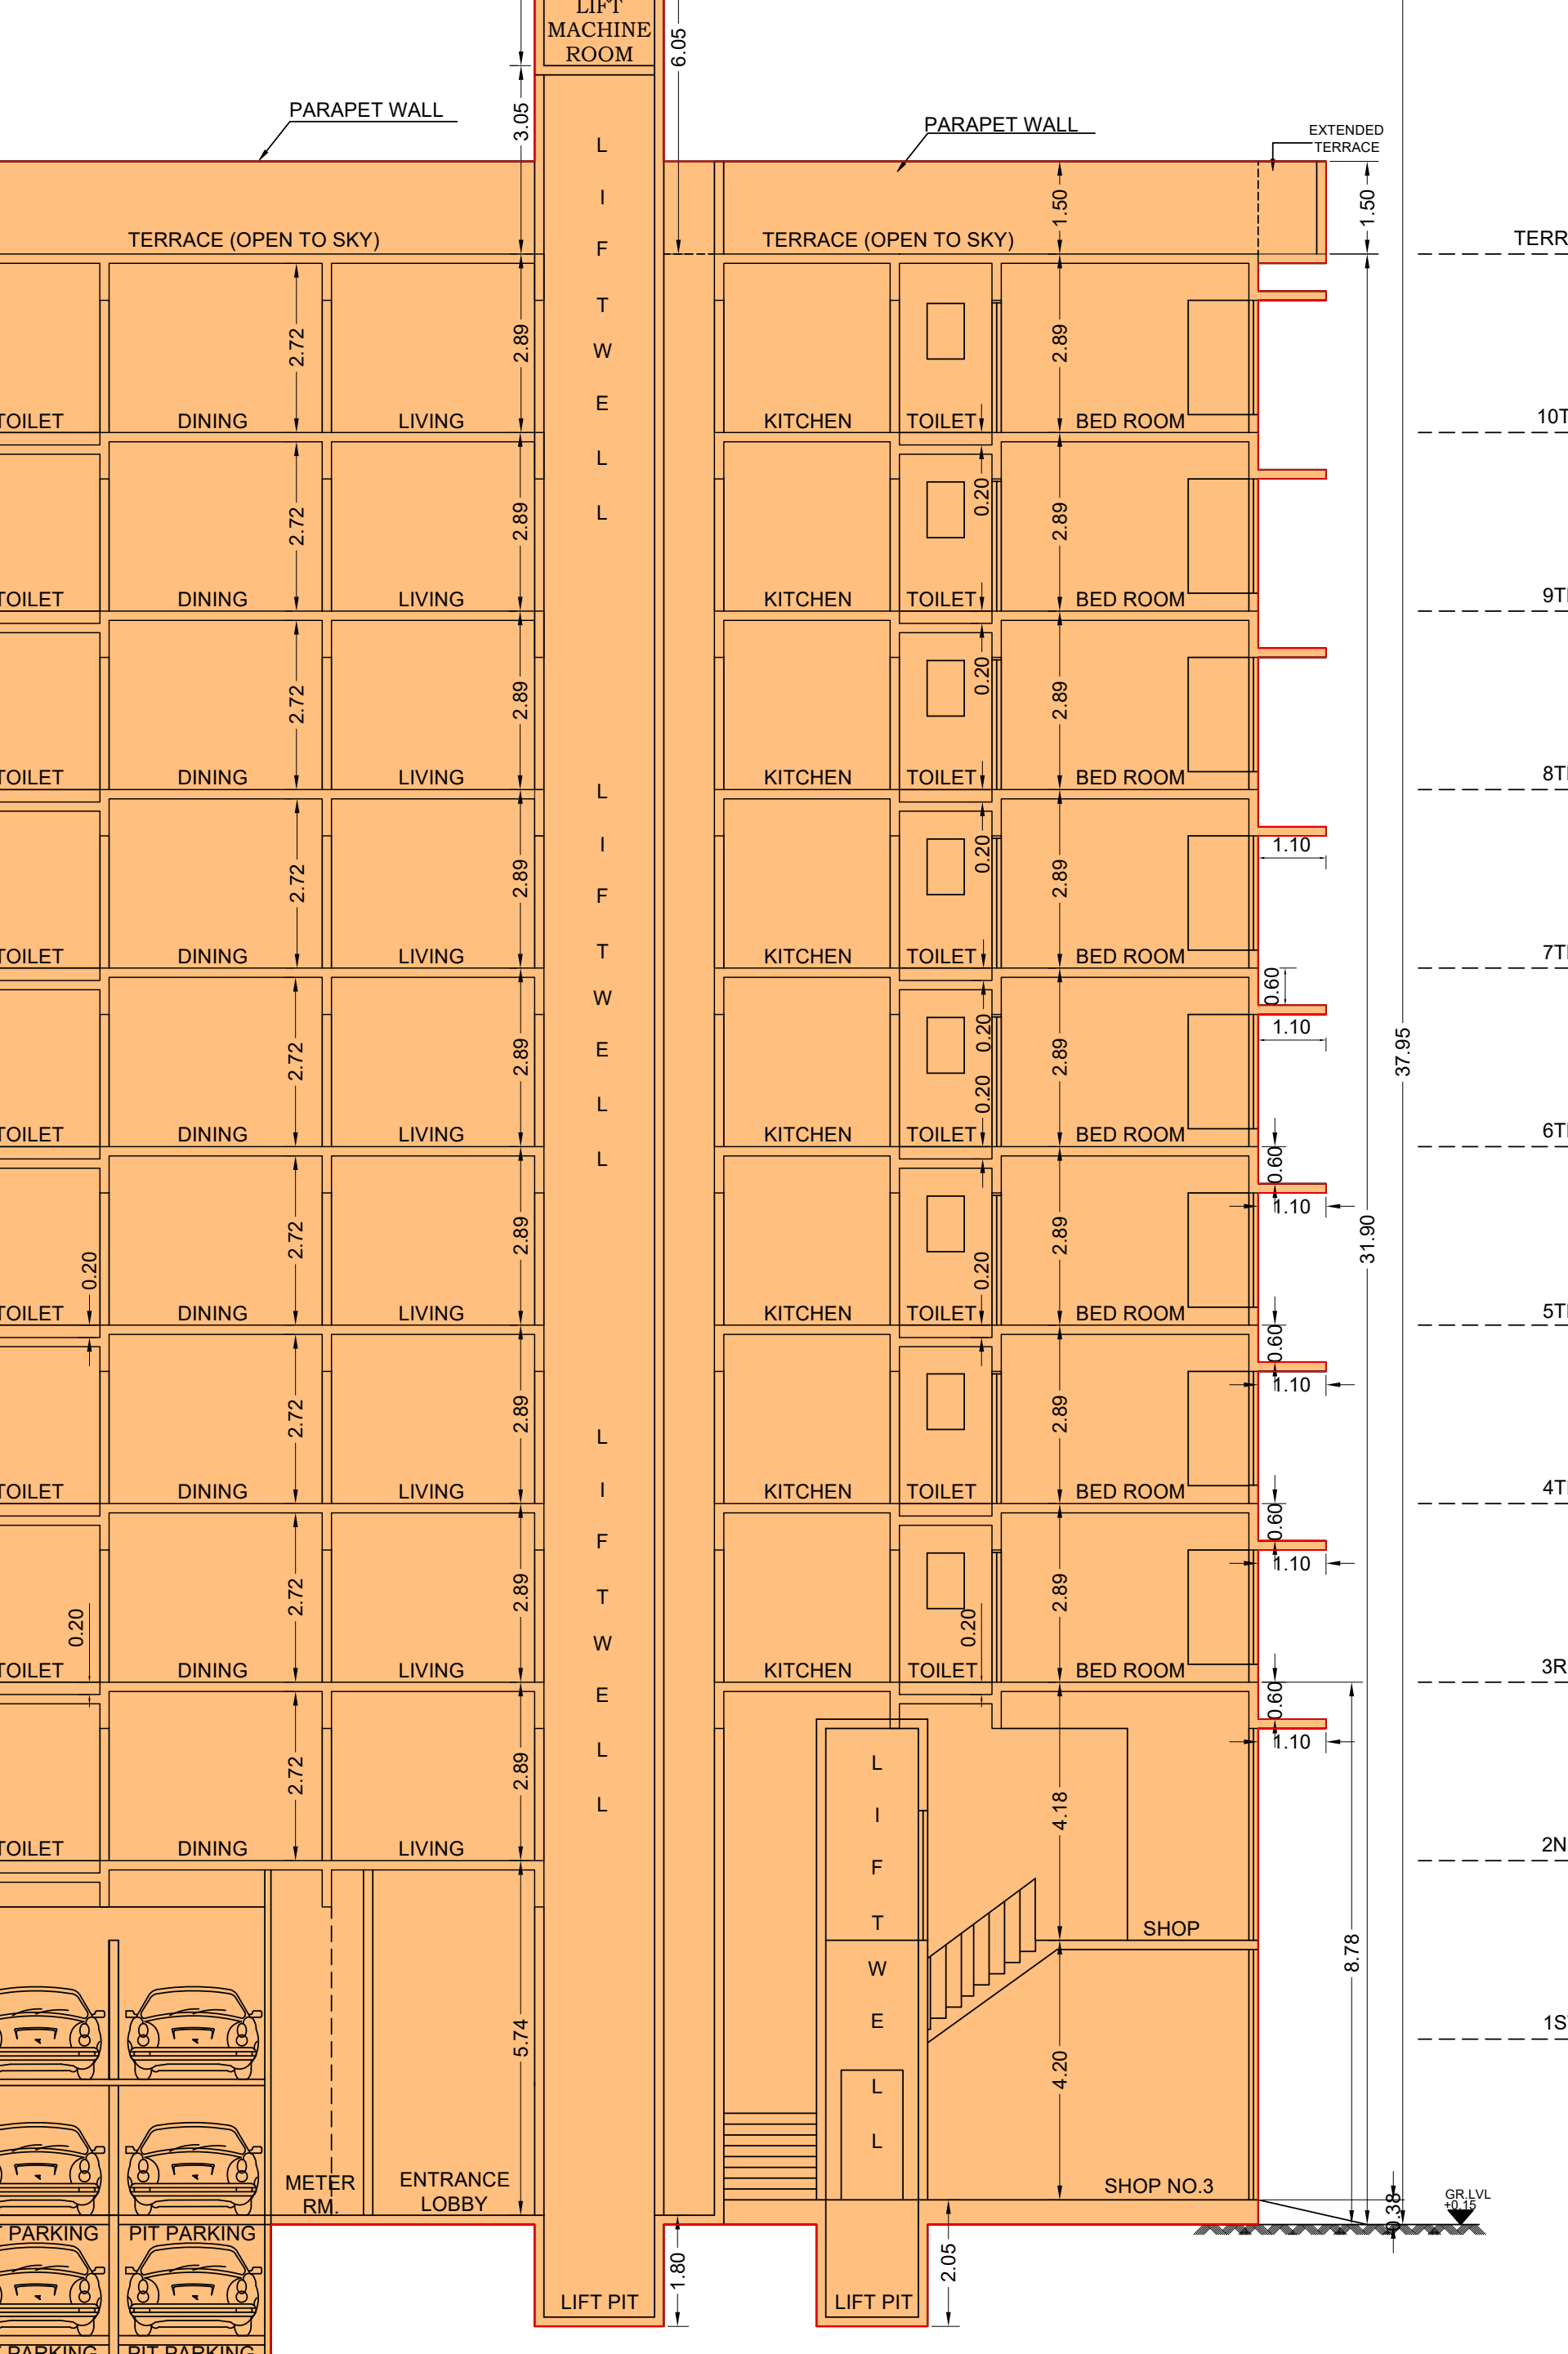 LIFT
MACHINE
ROOM
6.05
3.05
PARAPET WALL
PARAPET WALL
EXTENDED
TERRACE
1.50
1.50
TERRACE (OPEN TO SKY)
TERRACE (OPEN TO SKY)
TERR
L
I
F
T
W
E
L
L
2.72
2.89
2.89
TOILET
DINING
LIVING
KITCHEN
TOILET
BED ROOM
10T
0.20
2.72
2.89
2.89
TOILET
DINING
LIVING
KITCHEN
TOILET
BED ROOM
9T
0.20
2.72
2.89
2.89
TOILET
DINING
LIVING
KITCHEN
TOILET
BED ROOM
8T
L
I
F
T
W
E
L
L
0.20
2.72
2.89
2.89
1.10
TOILET
DINING
LIVING
KITCHEN
TOILET
BED ROOM
7T
0.60
1.10
0.20
0.20
2.72
2.89
2.89
37.95
TOILET
DINING
LIVING
KITCHEN
TOILET
BED ROOM
6T
0.60
1.10
31.90
0.20
2.72
2.89
0.20
2.89
TOILET
DINING
LIVING
KITCHEN
TOILET
BED ROOM
5T
0.60
1.10
2.72
2.89
2.89
TOILET
DINING
LIVING
KITCHEN
TOILET
BED ROOM
4T
L
I
F
T
W
E
L
L
0.60
1.10
0.20
2.72
2.89
0.20
2.89
TOILET
DINING
LIVING
KITCHEN
TOILET
BED ROOM
3R
0.60
1.10
2.72
2.89
4.18
TOILET
DINING
LIVING
2N
L
I
F
T
W
E
L
L
SHOP
8.78
5.74
4.20
1S
METER
RM.
ENTRANCE
LOBBY
SHOP NO.3
0.38
GR.LVL
+0.15
T PARKING
PIT PARKING
1.80
2.05
LIFT PIT
LIFT PIT
PARKING
PIT PARKING